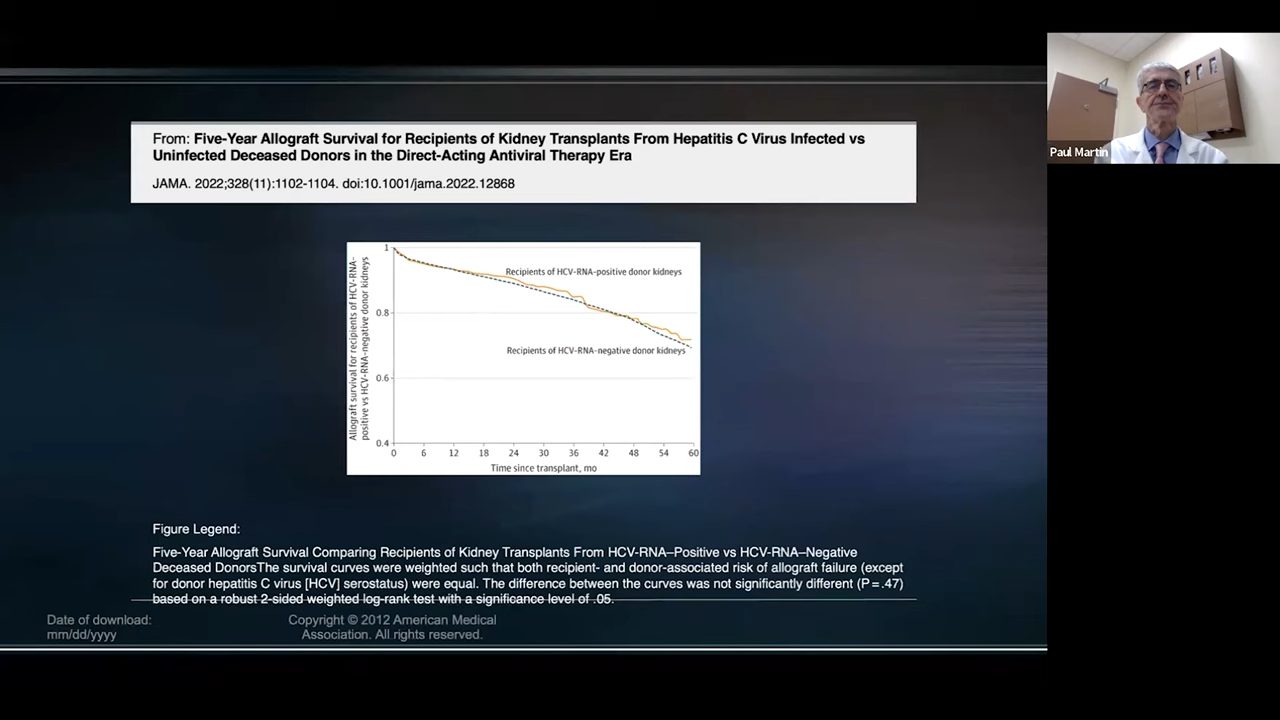 From: Five-Year Allograft Survival for Recipients of Kidney Transplants From Hepatitis C Virus Infected vs
Uninfected Deceased Donors in the Direct-Acting Antiviral Therapy Era
JAMA. 2022;328(11):1102-1104. doi:10.1001/jama.2022.12868
Paul Martin
Allograft survival for recipients of HCV-RNA-
positive vs HCV-RNA-negative donor kidneys
1
0.8
0.6
0.4
Recipients of HCV-RNA-positive donor kidneys
Recipients of HCV-RNA-negative donor kidneys
0 6 12 18 24 30 36 42 48 54 60
Time since transplant, mo
Figure Legend:
Five-Year Allograft Survival Comparing Recipients of Kidney Transplants From HCV-RNA–Positive vs HCV-RNA–Negative
Deceased DonorsThe survival curves were weighted such that both recipient- and donor-associated risk of allograft failure (except
for donor hepatitis C virus [HCV] serostatus) were equal. The difference between the curves was not significantly different (P = .47)
based on a robust 2-sided weighted log-rank test with a significance level of .05.
Date of download:
mm/dd/yyyy
Copyright © 2012 American Medical
Association. All rights reserved.